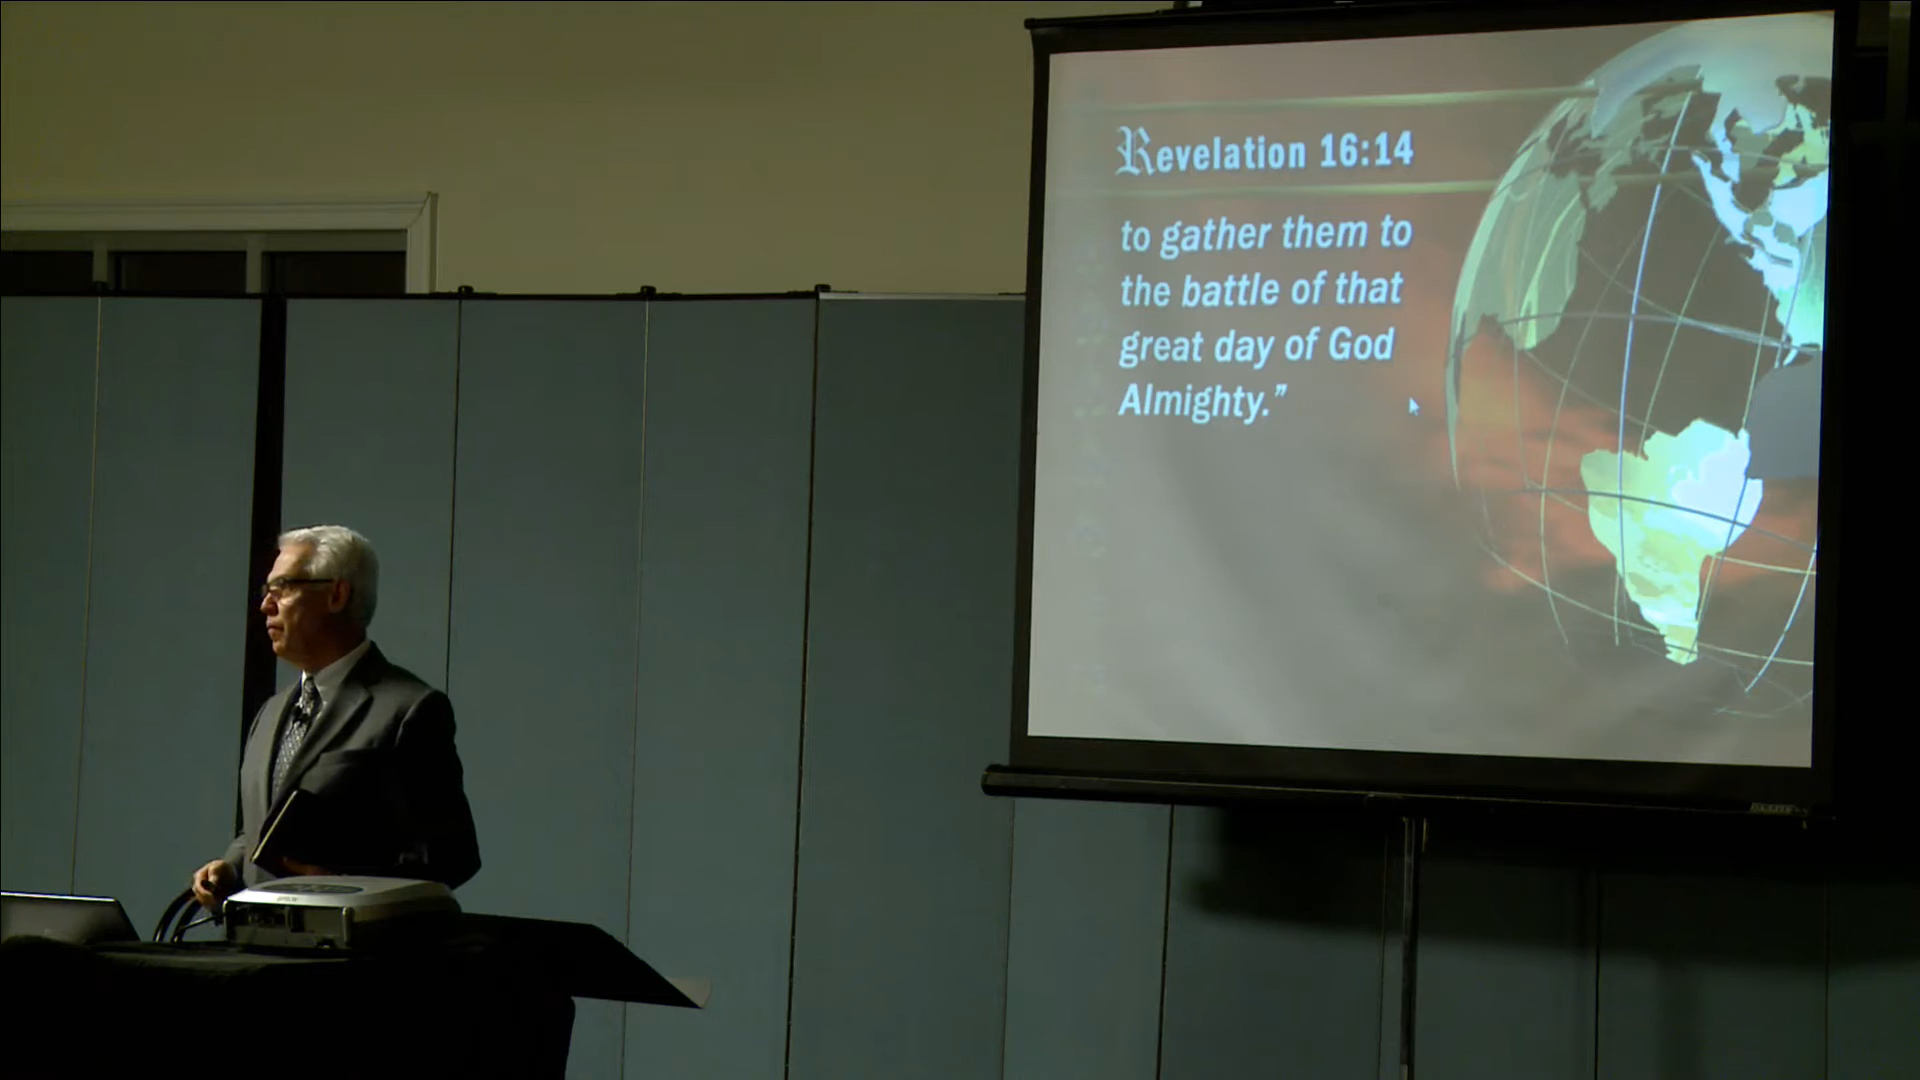 Revelation 16:14
to gather them to
the battle of that
great day of God
Almighty.”